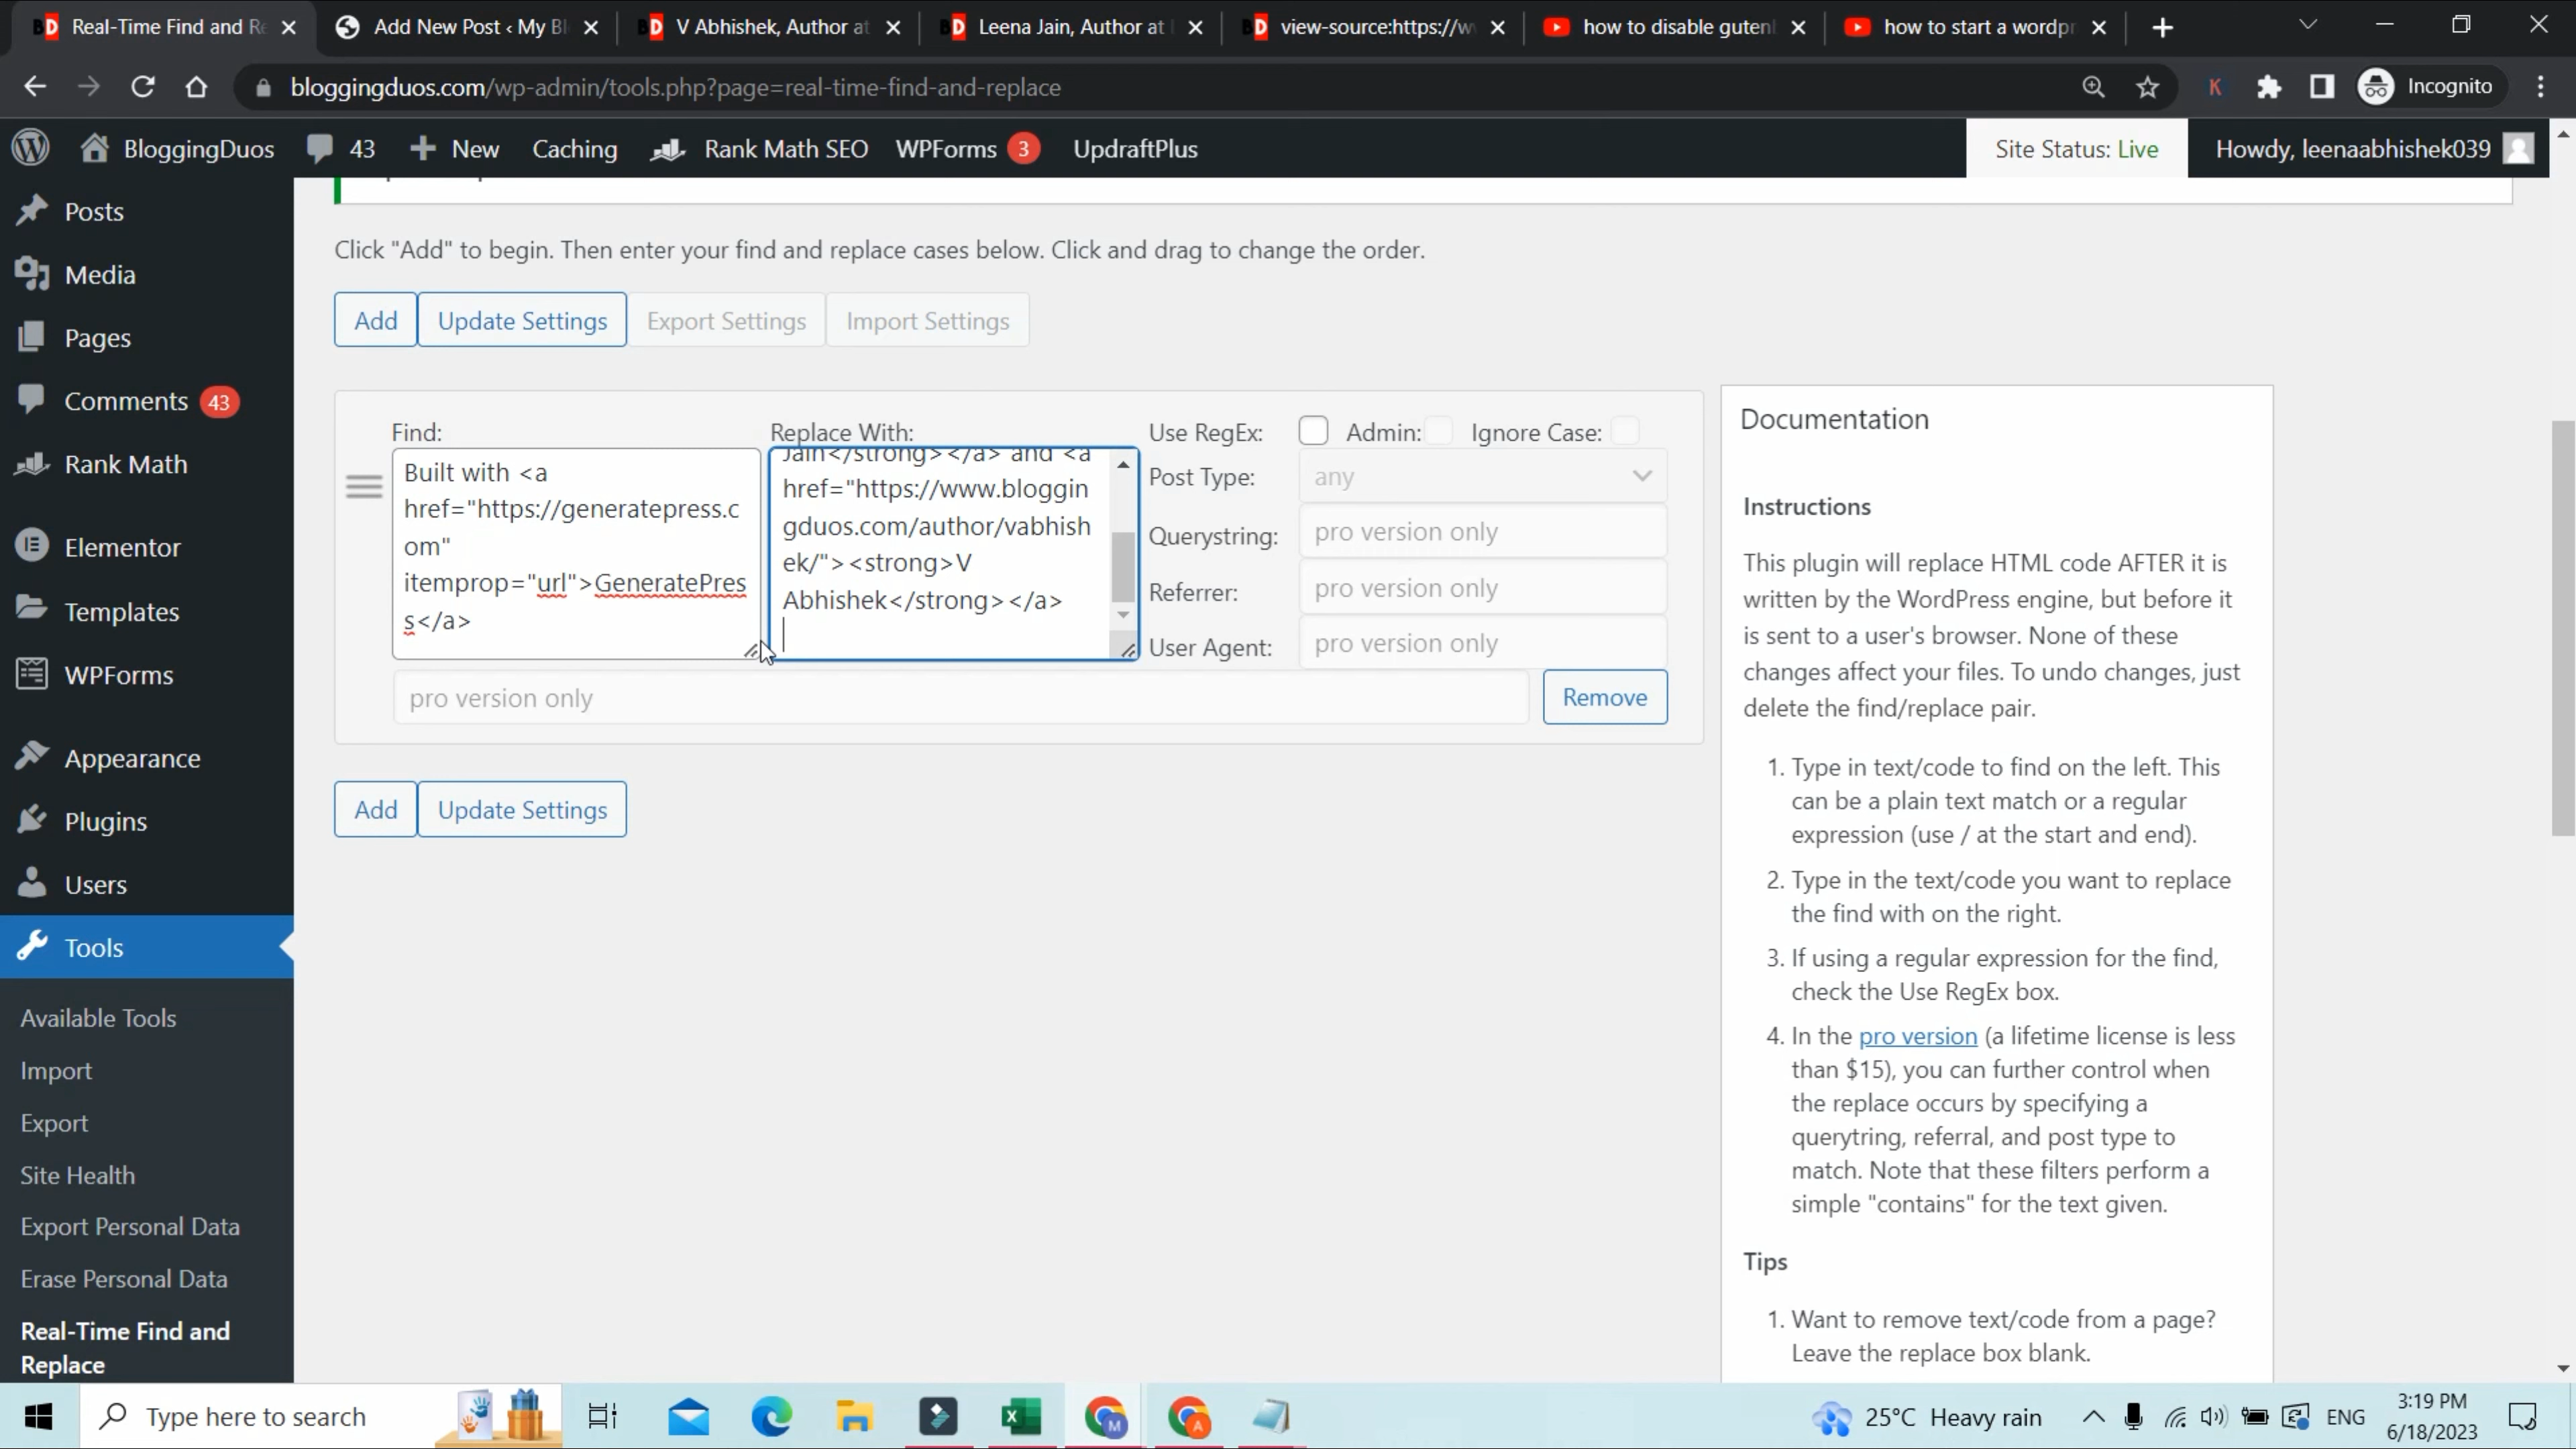 Real-Time Find and Re
Add New Post ‹ My Bl
V Abhishek, Author at
Leena Jain, Author at
view-source:https://w
how to disable guten
how to start a wordpr
bloggingduos.com/wp-admin/tools.php?page=real-time-find-and-replace
Incognito
BloggingDuos
43
New
Caching
Rank Math SEO
WPForms 3
UpdraftPlus
Site Status: Live
Howdy, leenaabhishek039
Posts
Media
Pages
Comments 43
Rank Math
Elementor
Templates
WPForms
Appearance
Plugins
Users
Tools
Available Tools
Import
Export
Site Health
Export Personal Data
Erase Personal Data
Real-Time Find and
Replace
Click "Add" to begin. Then enter your find and replace cases below. Click and drag to change the order.
Add
Update Settings
Export Settings
Import Settings
Find:
Built with <a
href="https://generatepress.c
om"
itemprop="url">GeneratePres
s</a>
Replace With:
Jain</strong></a> and <a
href="https://www.bloggin
gduos.com/author/vabhish
ek/"><strong>V
Abhishek</strong></a>
Use RegEx: Admin: Ignore Case:
Post Type: any
Querystring: pro version only
Referrer: pro version only
User Agent: pro version only
pro version only
Remove
Add
Update Settings
Documentation
Instructions
This plugin will replace HTML code AFTER it is
written by the WordPress engine, but before it
is sent to a user's browser. None of these
changes affect your files. To undo changes, just
delete the find/replace pair.
1. Type in text/code to find on the left. This
can be a plain text match or a regular
expression (use / at the start and end).
2. Type in the text/code you want to replace
the find with on the right.
3. If using a regular expression for the find,
check the Use RegEx box.
4. In the pro version (a lifetime license is less
than $15), you can further control when
the replace occurs by specifying a
querytring, referral, and post type to
match. Note that these filters perform a
simple "contains" for the text given.
Tips
1. Want to remove text/code from a page?
Leave the replace box blank.
Type here to search
25°C Heavy rain
ENG
3:19 PM
6/18/2023